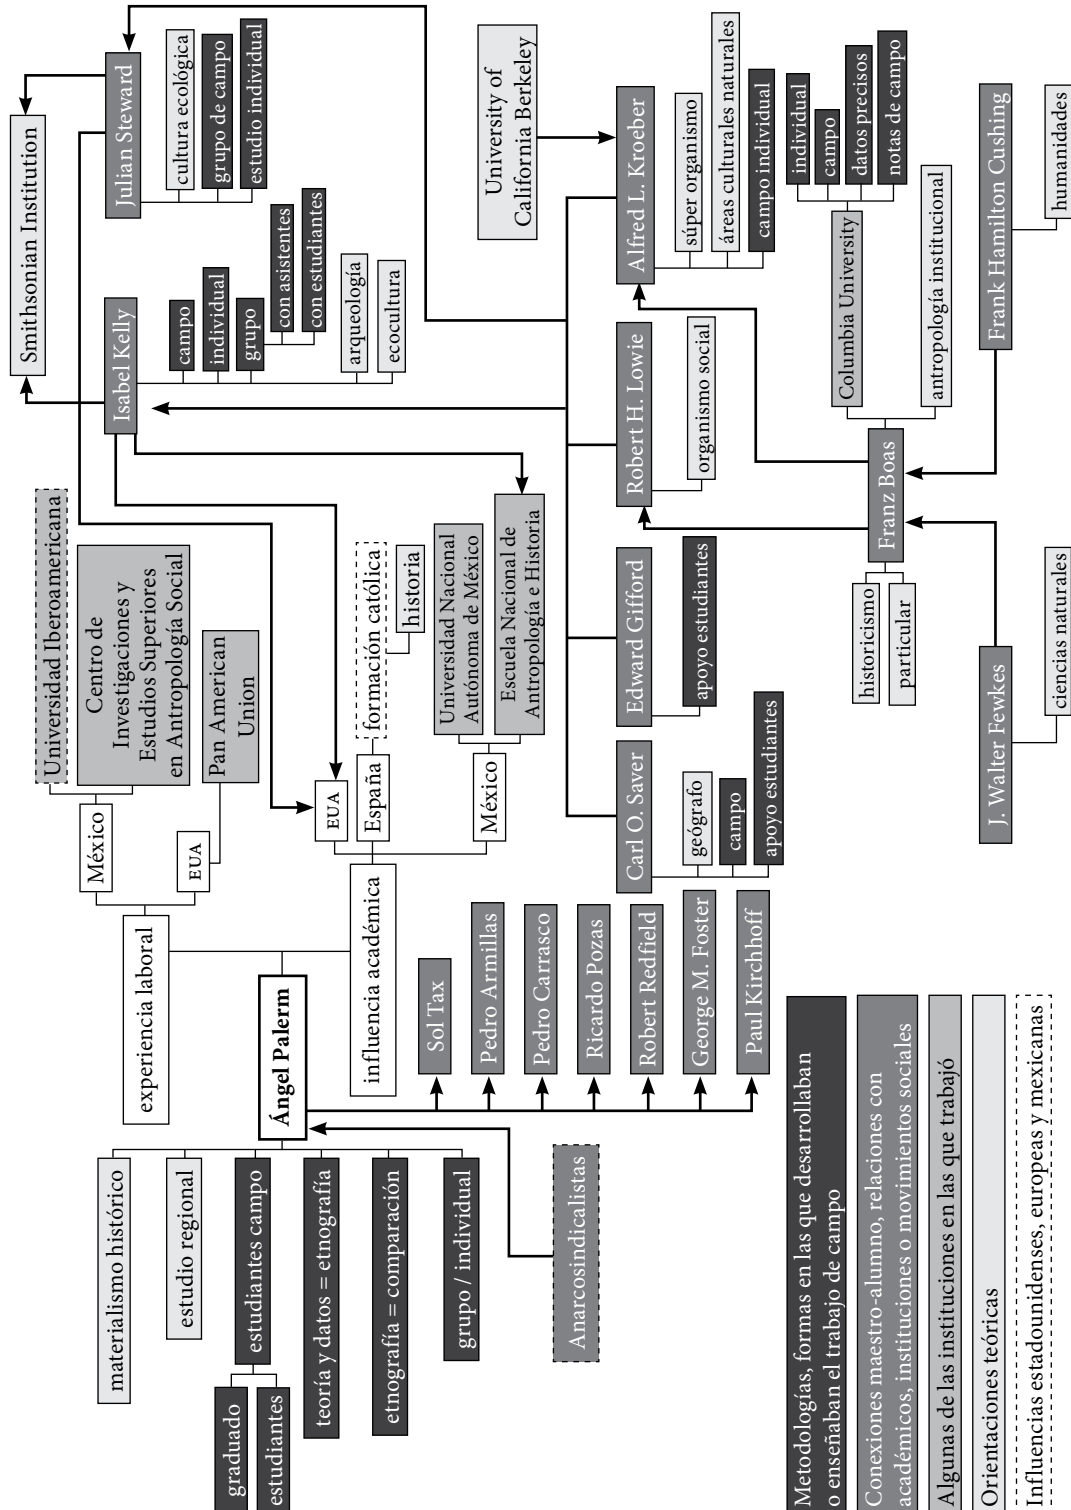 materialismo histórico
estudio regional
graduado
estudiantes
estudiantes campo
teoría y datos = etnografía
etnografía = comparación
grupo / individual
Anarcosindicalistas
Ángel Palerm
experiencia laboral
México
Universidad Iberoamericana
Centro de
Investigaciones y
Estudios Superiores
en Antropología Social
EUA
Pan American
Union
influencia académica
EUA
España
formación católica
historia
México
Universidad Nacional
Autónoma de México
Escuela Nacional de
Antropología e Historia
Sol Tax
Pedro Armillas
Pedro Carrasco
Ricardo Pozas
Robert Redfield
George M. Foster
Paul Kirchhoff
Smithsonian Institution
Isabel Kelly
campo
individual
grupo
con asistentes
con estudiantes
arqueología
ecocultura
Julian Steward
cultura ecológica
grupo de campo
estudio individual
University of
California Berkeley
Carl O. Saver
geógrafo
campo
apoyo estudiantes
Edward Gifford
apoyo estudiantes
Robert H. Lowie
organismo social
Alfred L. Kroeber
súper organismo
áreas culturales naturales
campo individual
historicismo
particular
Franz Boas
Columbia University
individual
campo
datos precisos
notas de campo
antropología institucional
J. Walter Fewkes
ciencias naturales
Frank Hamilton Cushing
humanidades
Metodologías, formas en las que desarrollaban
o enseñaban el trabajo de campo
Conexiones maestro-alumno, relaciones con
académicos, instituciones o movimientos sociales
Algunas de las instituciones en las que trabajó
Orientaciones teóricas
Influencias estadounidenses, europeas y mexicanas